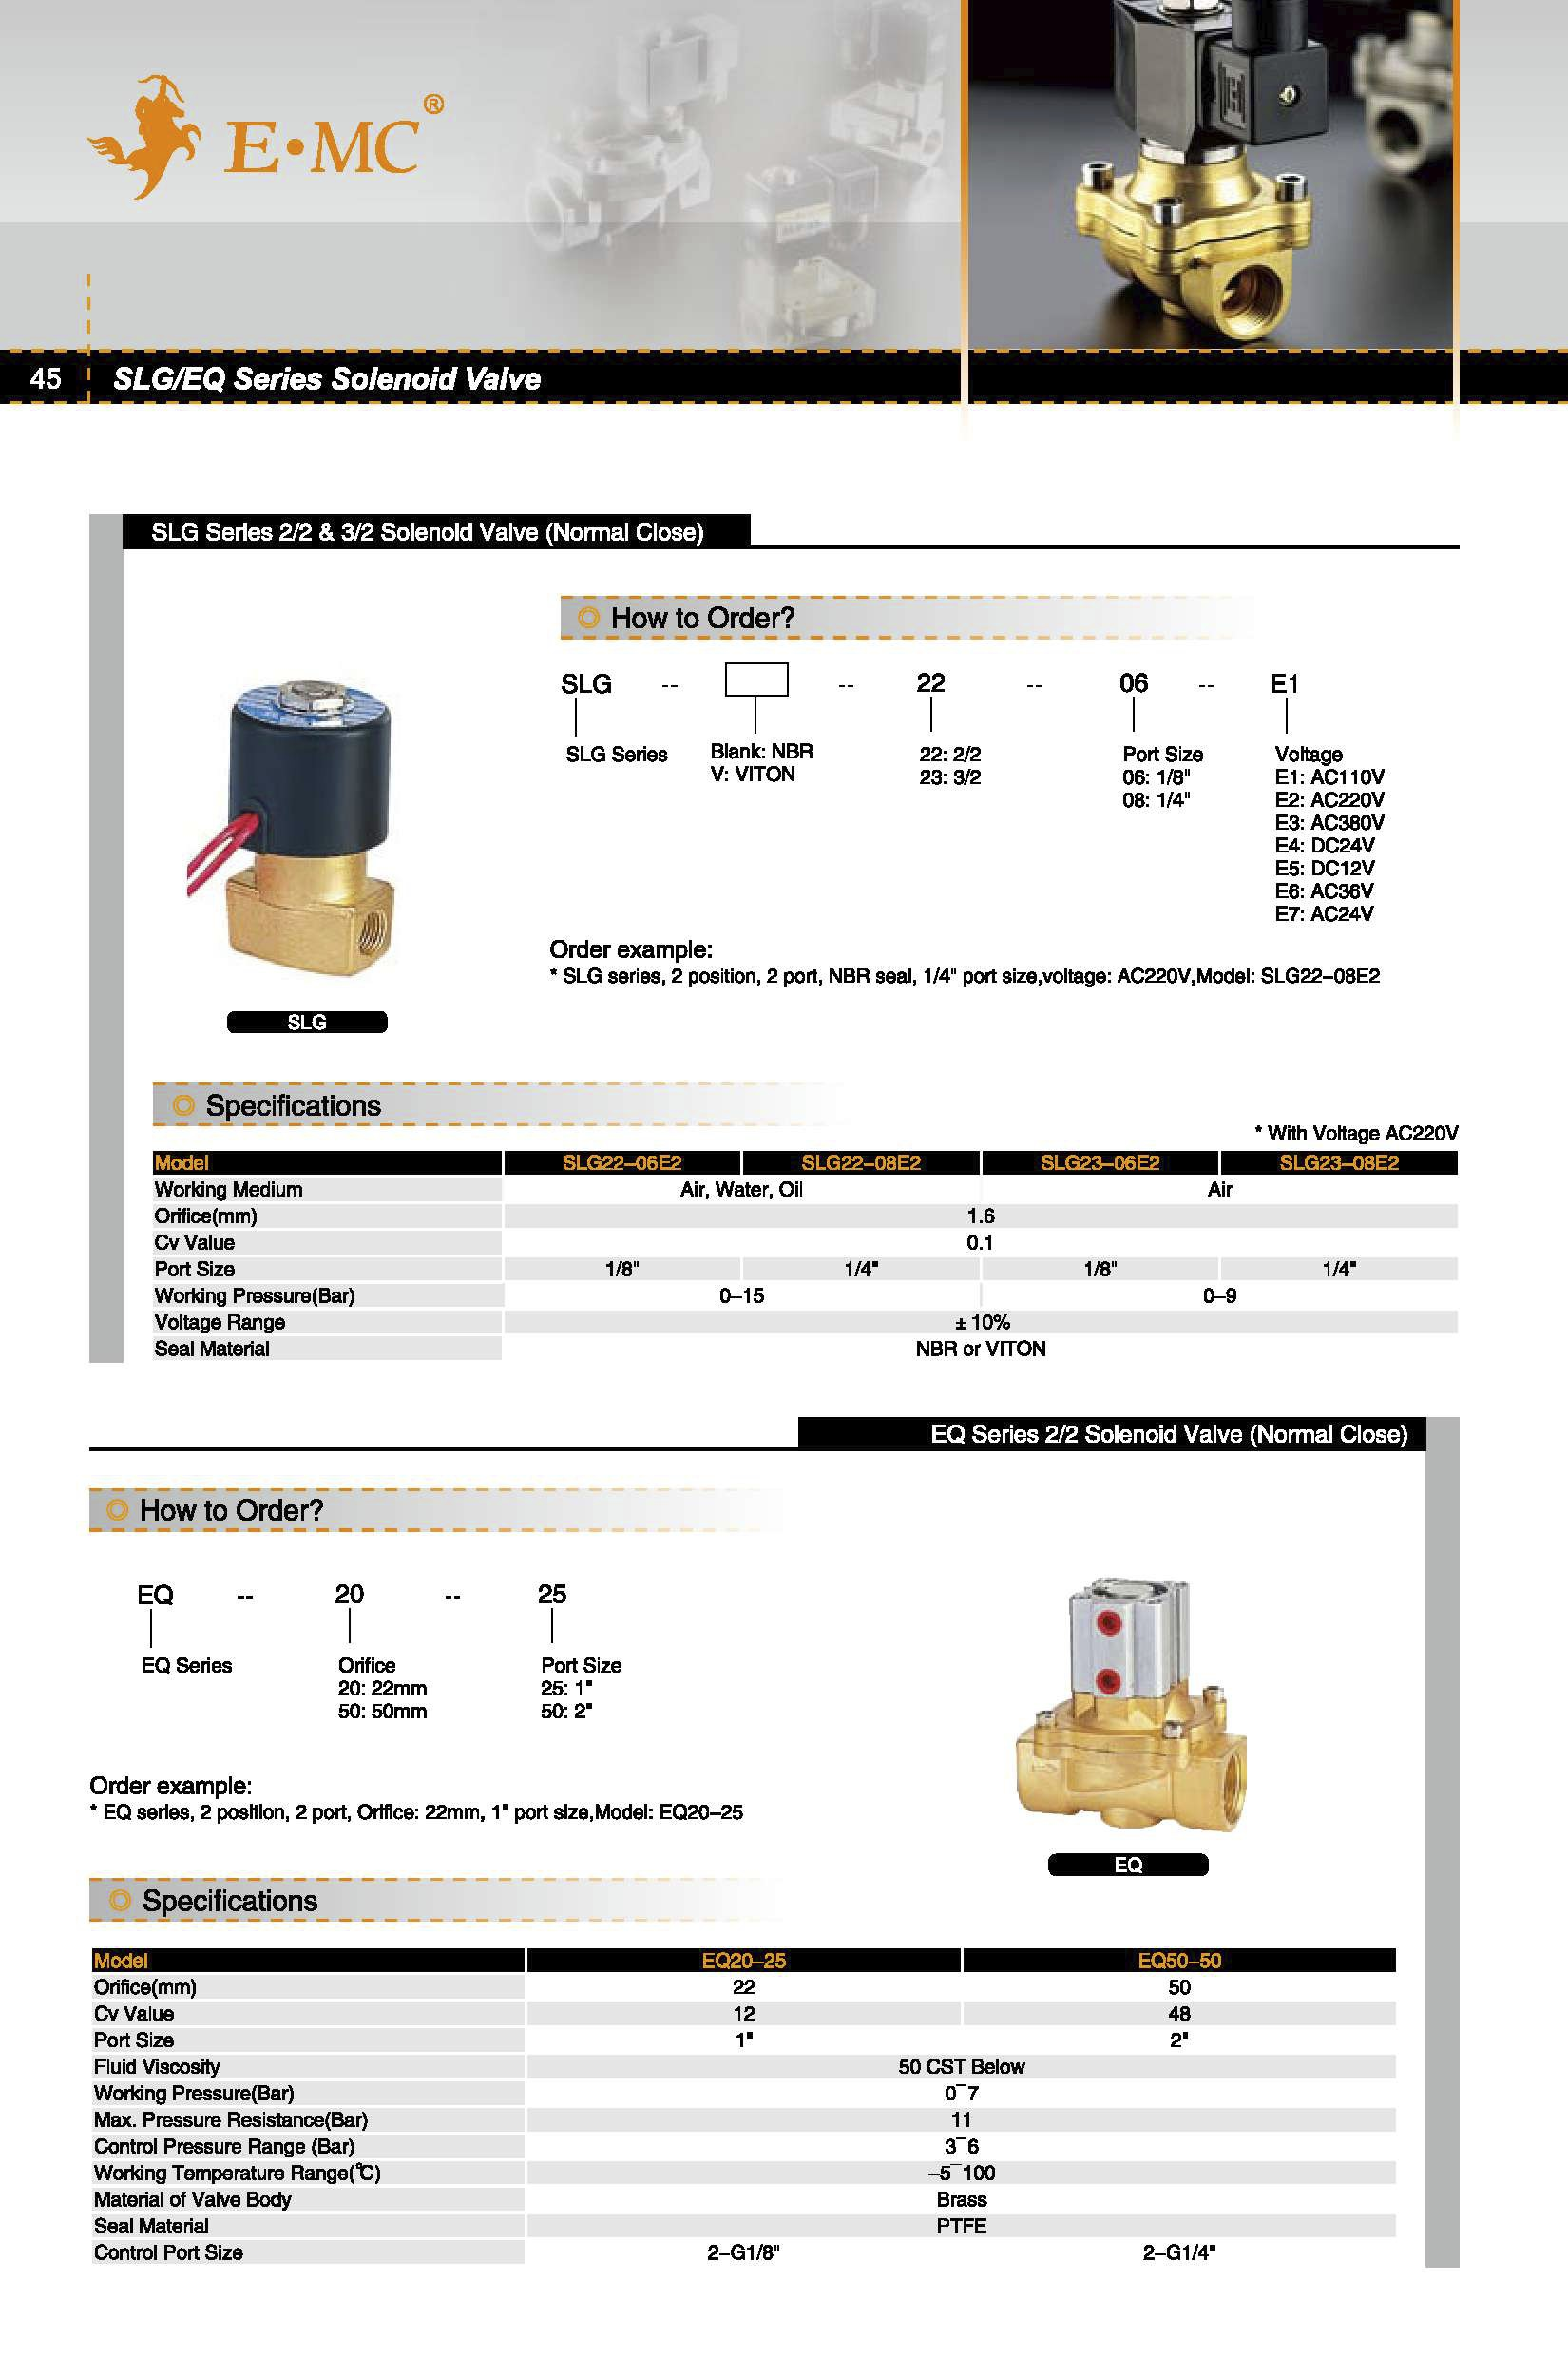 E•MC®
45 SLG/EQ Series Solenoid Valve
SLG Series 2/2 & 3/2 Solenoid Valve (Normal Close)
How to Order?
SLG -- -- 22 -- 06 -- E1
SLG Series
Blank: NBR
V: VITON
22: 2/2
23: 3/2
Port Size
06: 1/8"
08: 1/4"
Voltage
E1: AC110V
E2: AC220V
E3: AC380V
E4: DC24V
E5: DC12V
E6: AC36V
E7: AC24V
Order example:
* SLG series, 2 position, 2 port, NBR seal, 1/4" port size,voltage: AC220V,Model: SLG22–08E2
SLG
Specifications
* With Voltage AC220V
Model SLG22–06E2 SLG22–08E2 SLG23–06E2 SLG23–08E2
Working Medium Air, Water, Oil Air
Orifice(mm) 1.6
Cv Value 0.1
Port Size 1/8" 1/4" 1/8" 1/4"
Working Pressure(Bar) 0–15 0–9
Voltage Range ± 10%
Seal Material NBR or VITON
EQ Series 2/2 Solenoid Valve (Normal Close)
How to Order?
EQ -- 20 -- 25
EQ Series
Orifice
20: 22mm
50: 50mm
Port Size
25: 1"
50: 2"
Order example:
* EQ series, 2 position, 2 port, Orifice: 22mm, 1" port size,Model: EQ20–25
EQ
Specifications
Model EQ20–25 EQ50–50
Orifice(mm) 22 50
Cv Value 12 48
Port Size 1" 2"
Fluid Viscosity 50 CST Below
Working Pressure(Bar) 0‾7
Max. Pressure Resistance(Bar) 11
Control Pressure Range (Bar) 3‾6
Working Temperature Range(℃) –5‾100
Material of Valve Body Brass
Seal Material PTFE
Control Port Size 2–G1/8" 2–G1/4"